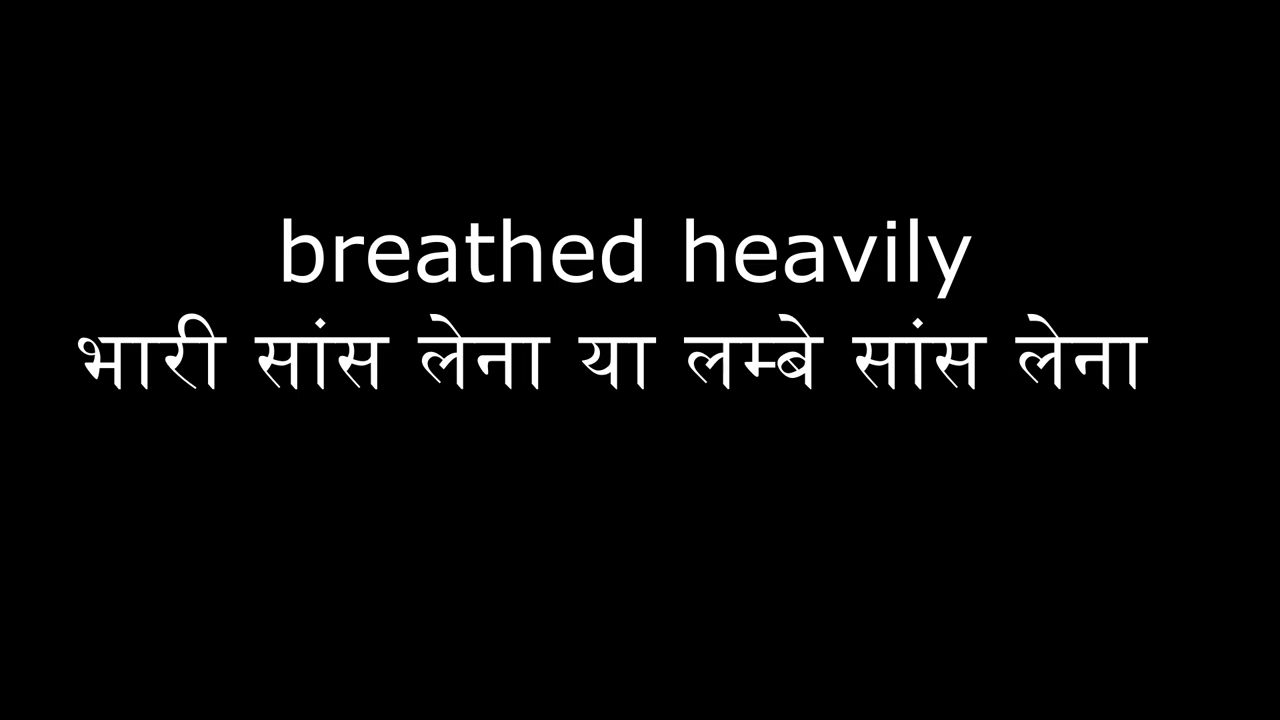 breathed heavily
भारी सांस लेना या लम्बे सांस लेना